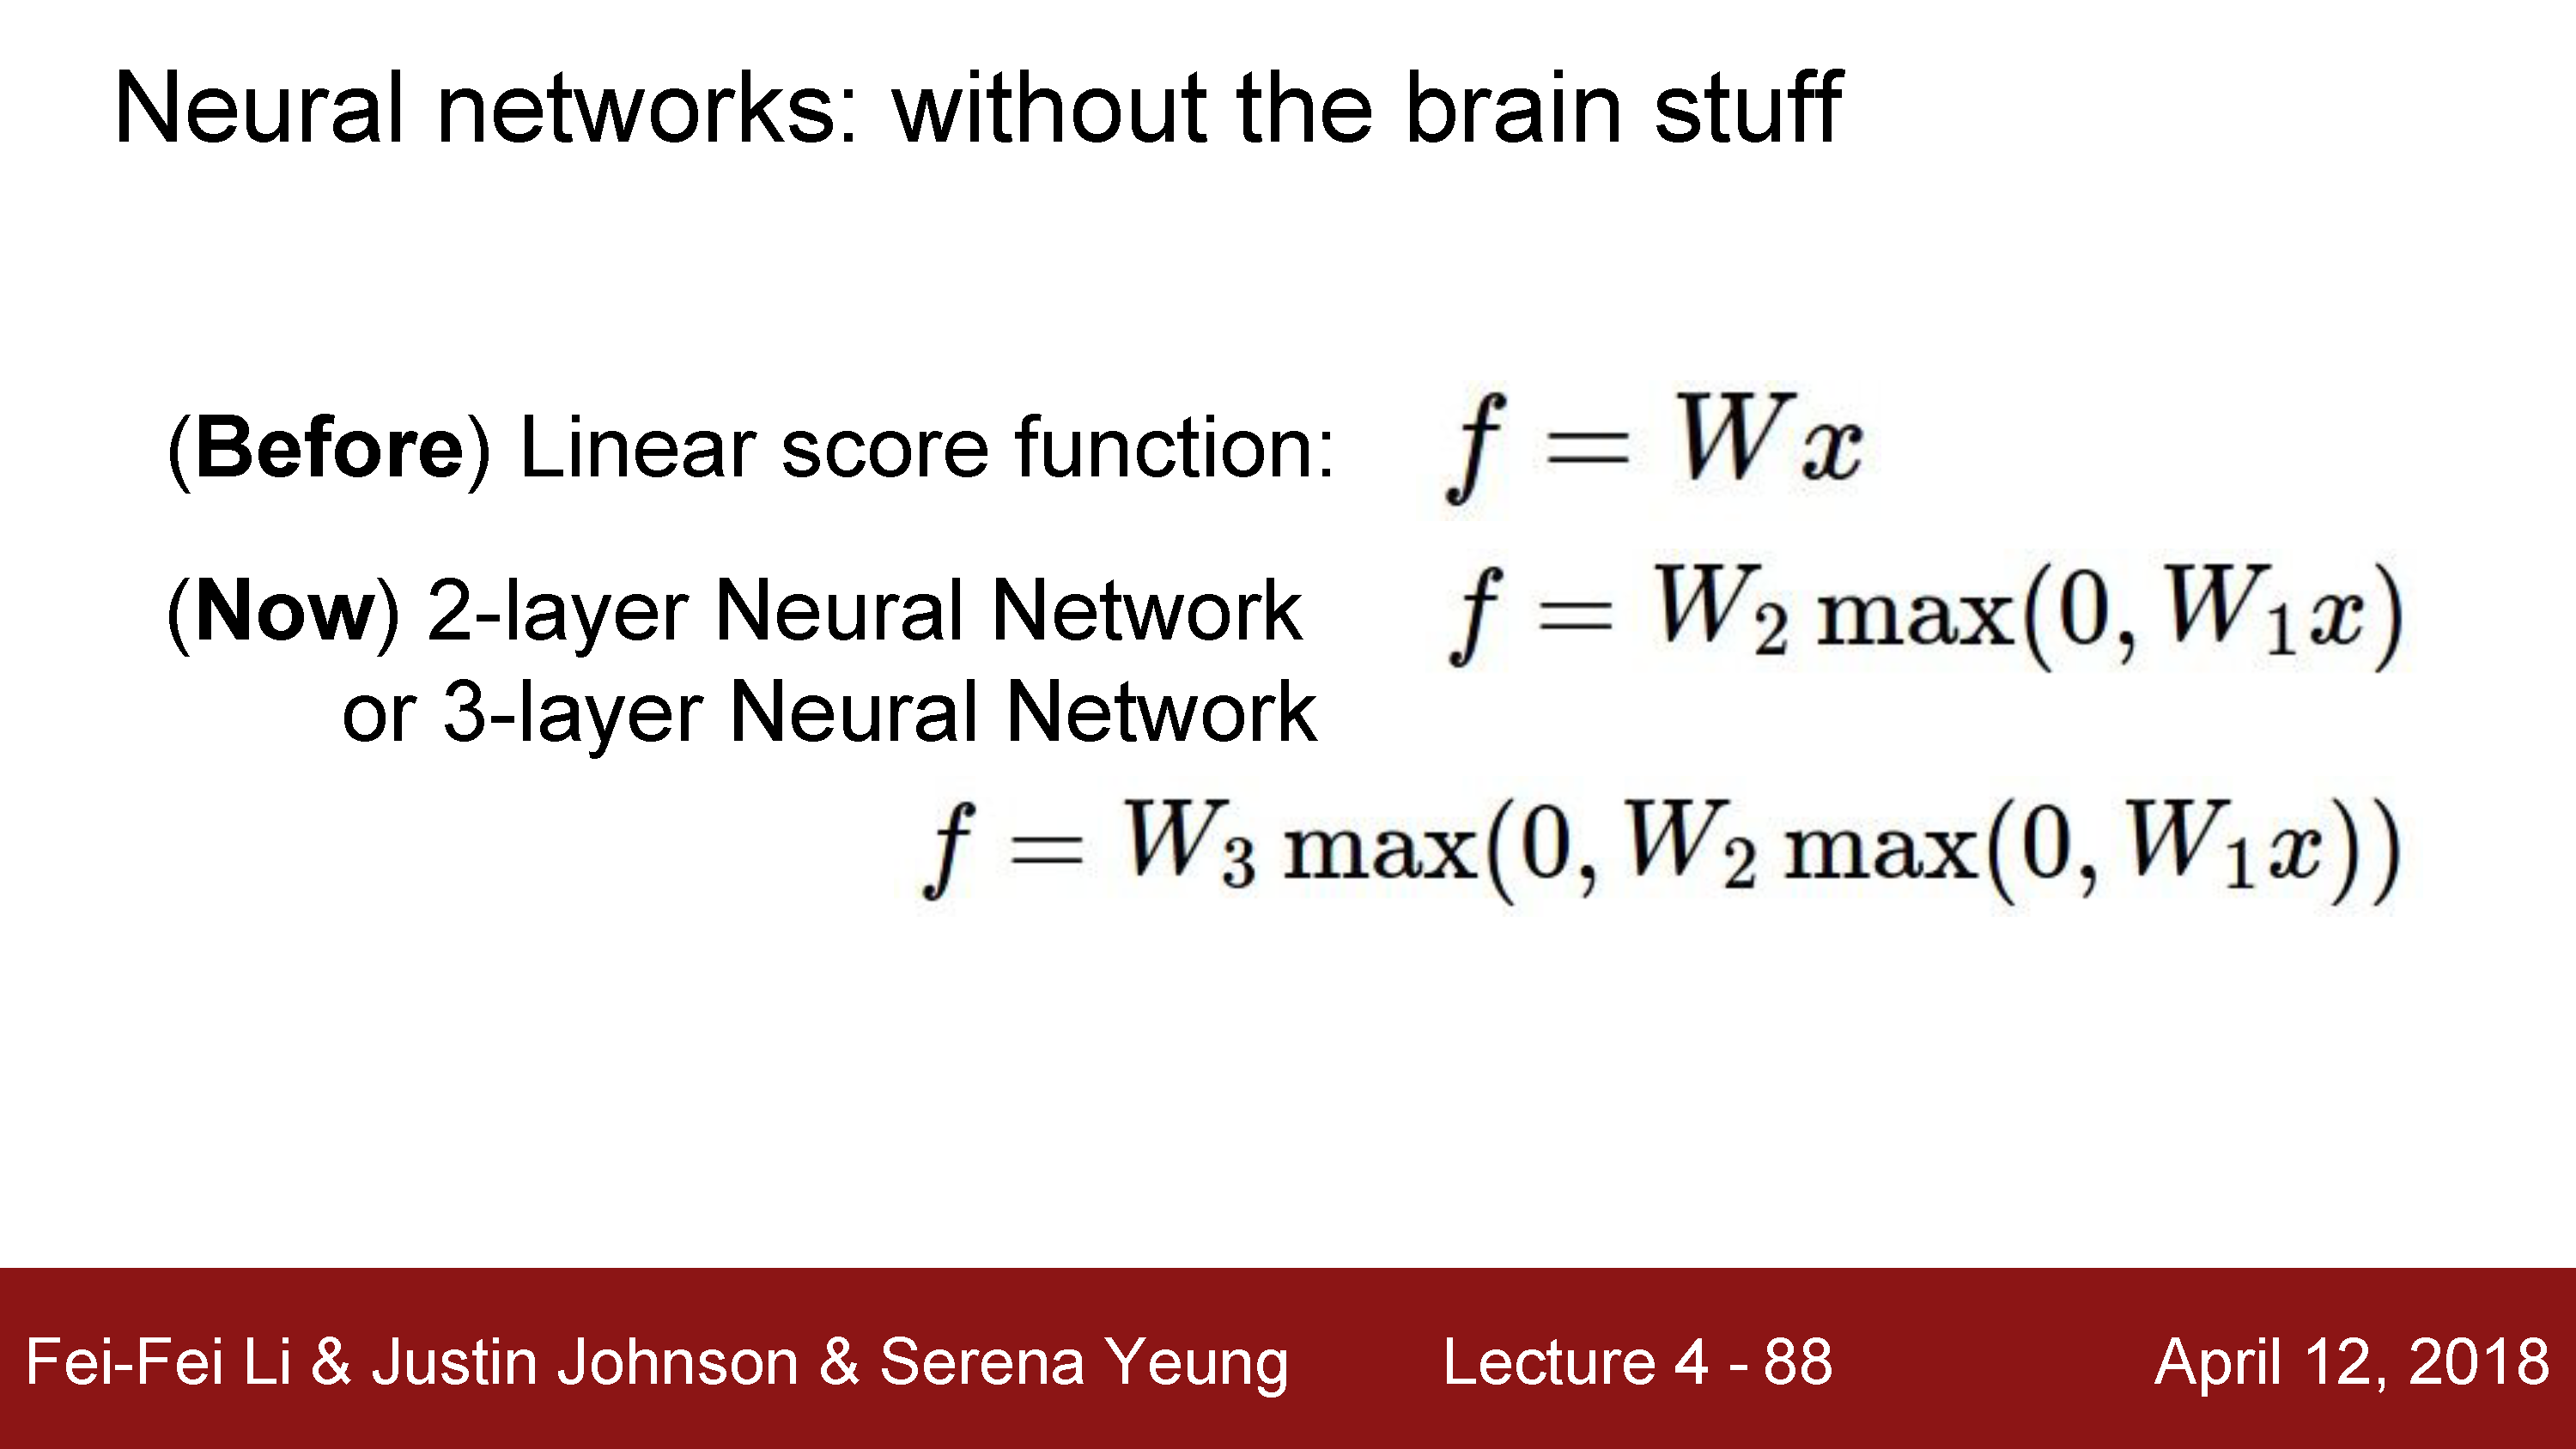 Neural networks: without the brain stuff
(Before) Linear score function: f = Wx
(Now) 2-layer Neural Network f = W₂ max(0, W₁x)
or 3-layer Neural Network
f = W₃ max(0, W₂ max(0, W₁x))
Fei-Fei Li & Justin Johnson & Serena Yeung Lecture 4 - 88 April 12, 2018